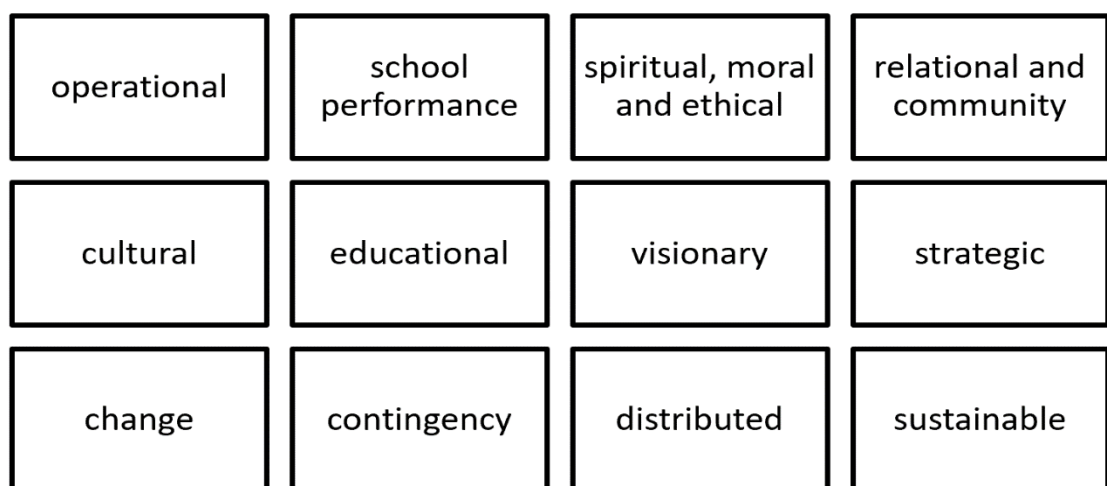 operational
school
performance
spiritual, moral
and ethical
relational and
community
cultural
educational
visionary
strategic
change
contingency
distributed
sustainable